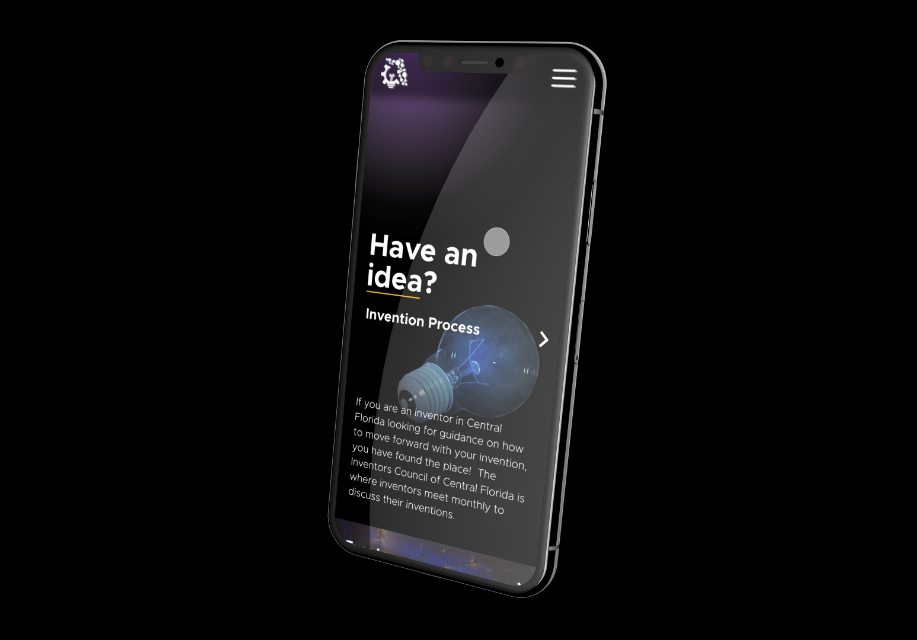 Have an
idea?
Invention Process
If you are an inventor in Central
Florida looking for guidance on how
to move forward with your invention,
you have found the place!  The
Inventors Council of Central Florida is
where inventors meet monthly to
discuss their inventions.